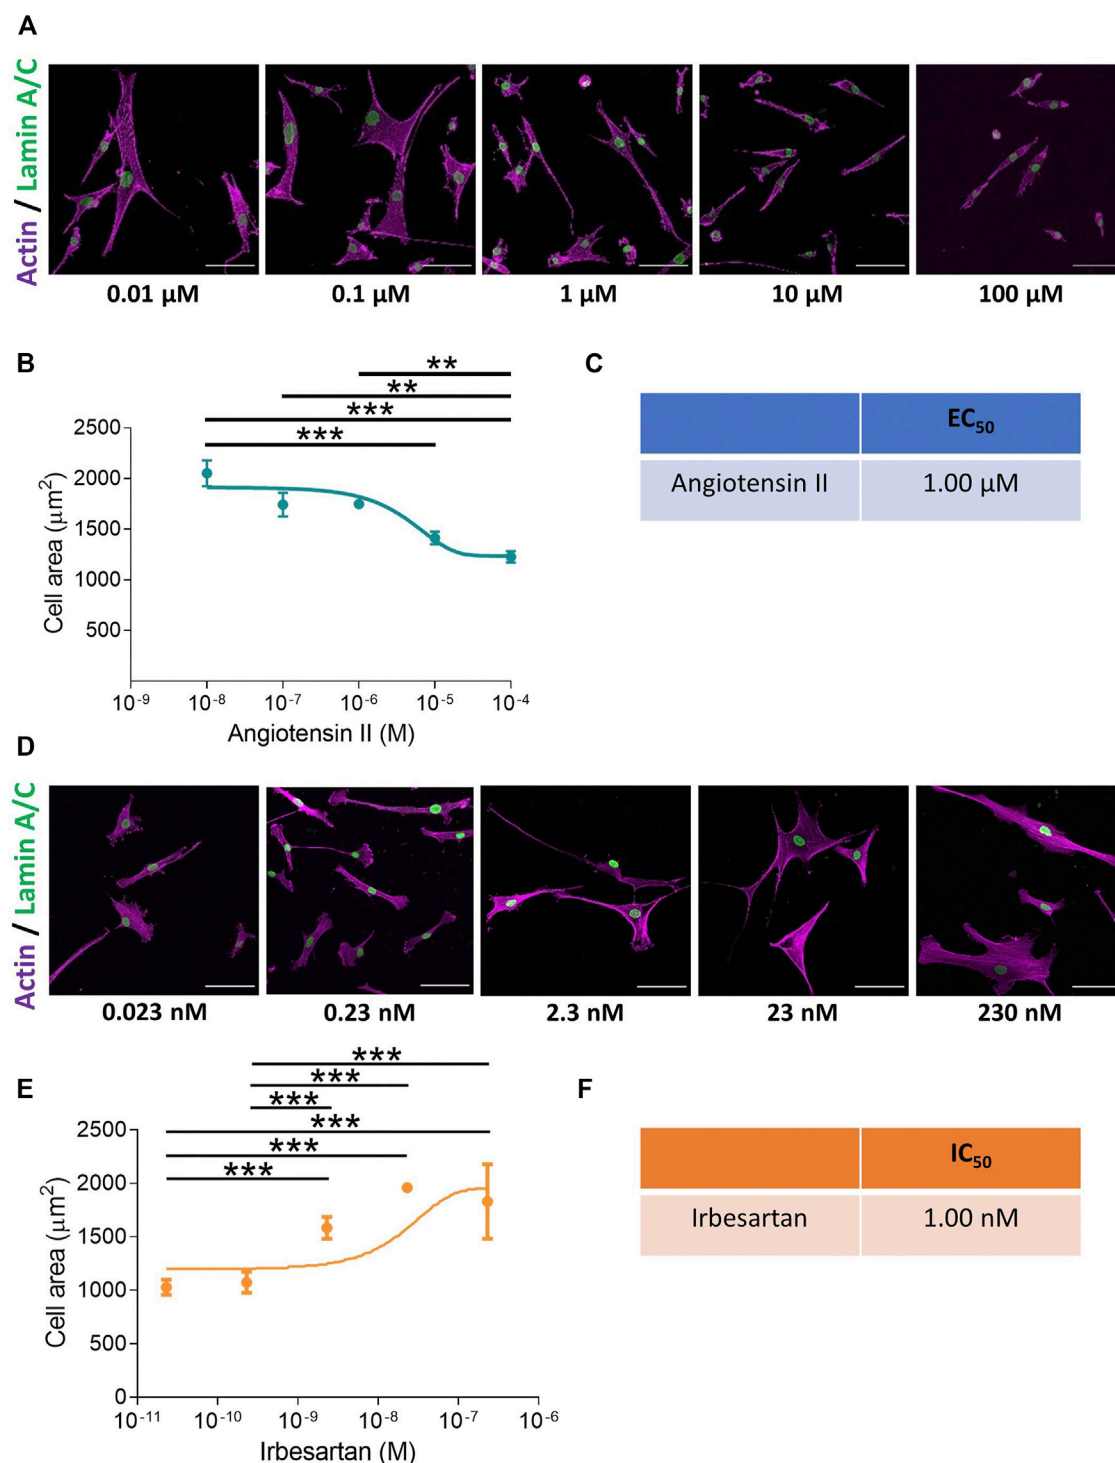 A
Actin / Lamin A/C
0.01 µM 0.1 µM 1 µM 10 µM 100 µM
B
**
**
***
***
2500
2000
1500
1000
500
Cell area (µm²)
10⁻⁹ 10⁻⁸ 10⁻⁷ 10⁻⁶ 10⁻⁵ 10⁻⁴
Angiotensin II (M)
C
EC₅₀
Angiotensin II 1.00 µM
D
Actin / Lamin A/C
0.023 nM 0.23 nM 2.3 nM 23 nM 230 nM
E
***
***
***
***
***
***
2500
2000
1500
1000
500
0
Cell area (µm²)
10⁻¹¹ 10⁻¹⁰ 10⁻⁹ 10⁻⁸ 10⁻⁷ 10⁻⁶
Irbesartan (M)
F
IC₅₀
Irbesartan 1.00 nM